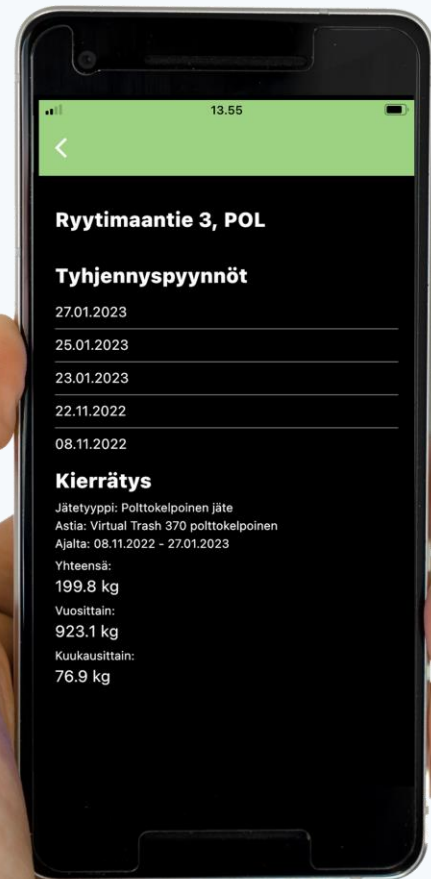 13.55
Ryytimaantie 3, POL
Tyhjennyspyynnöt
27.01.2023
25.01.2023
23.01.2023
22.11.2022
08.11.2022
Kierrätys
Jätetyyppi: Polttokelpoinen jäte
Astia: Virtual Trash 370 polttokelpoinen
Ajalta: 08.11.2022 - 27.01.2023
Yhteensä:
199.8 kg
Vuosittain:
923.1 kg
Kuukausittain:
76.9 kg